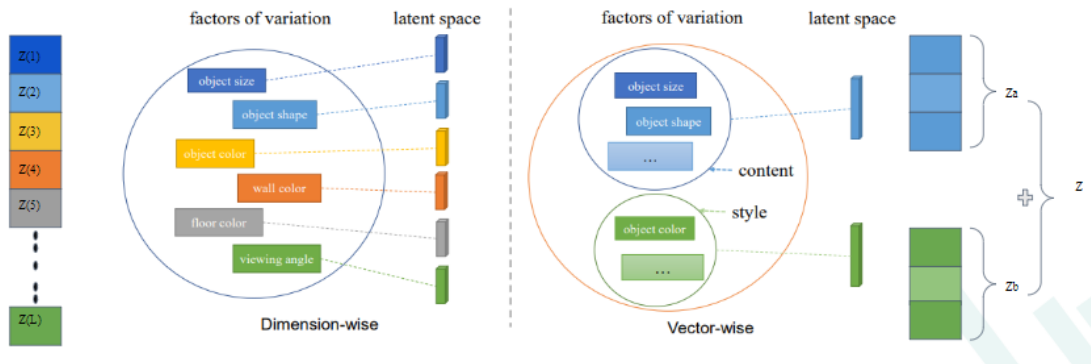 factors of variation
latent space
Z(1)
Z(2)
Z(3)
Z(4)
Z(5)
Z(L)
object size
object shape
object color
wall color
floor color
viewing angle
Dimension-wise
factors of variation
latent space
object size
object shape
...
content
style
object color
...
Vector-wise
Za
Zb
Z